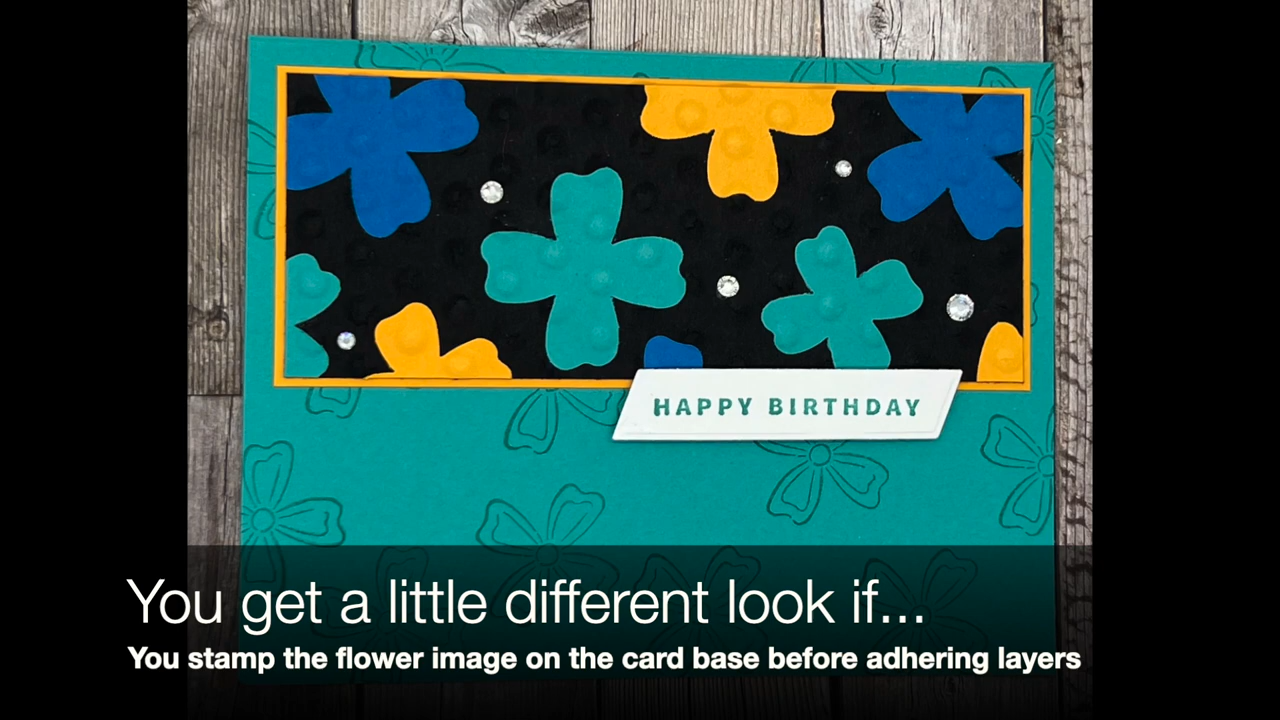 HAPPY BIRTHDAY
You get a little different look if...
You stamp the flower image on the card base before adhering layers